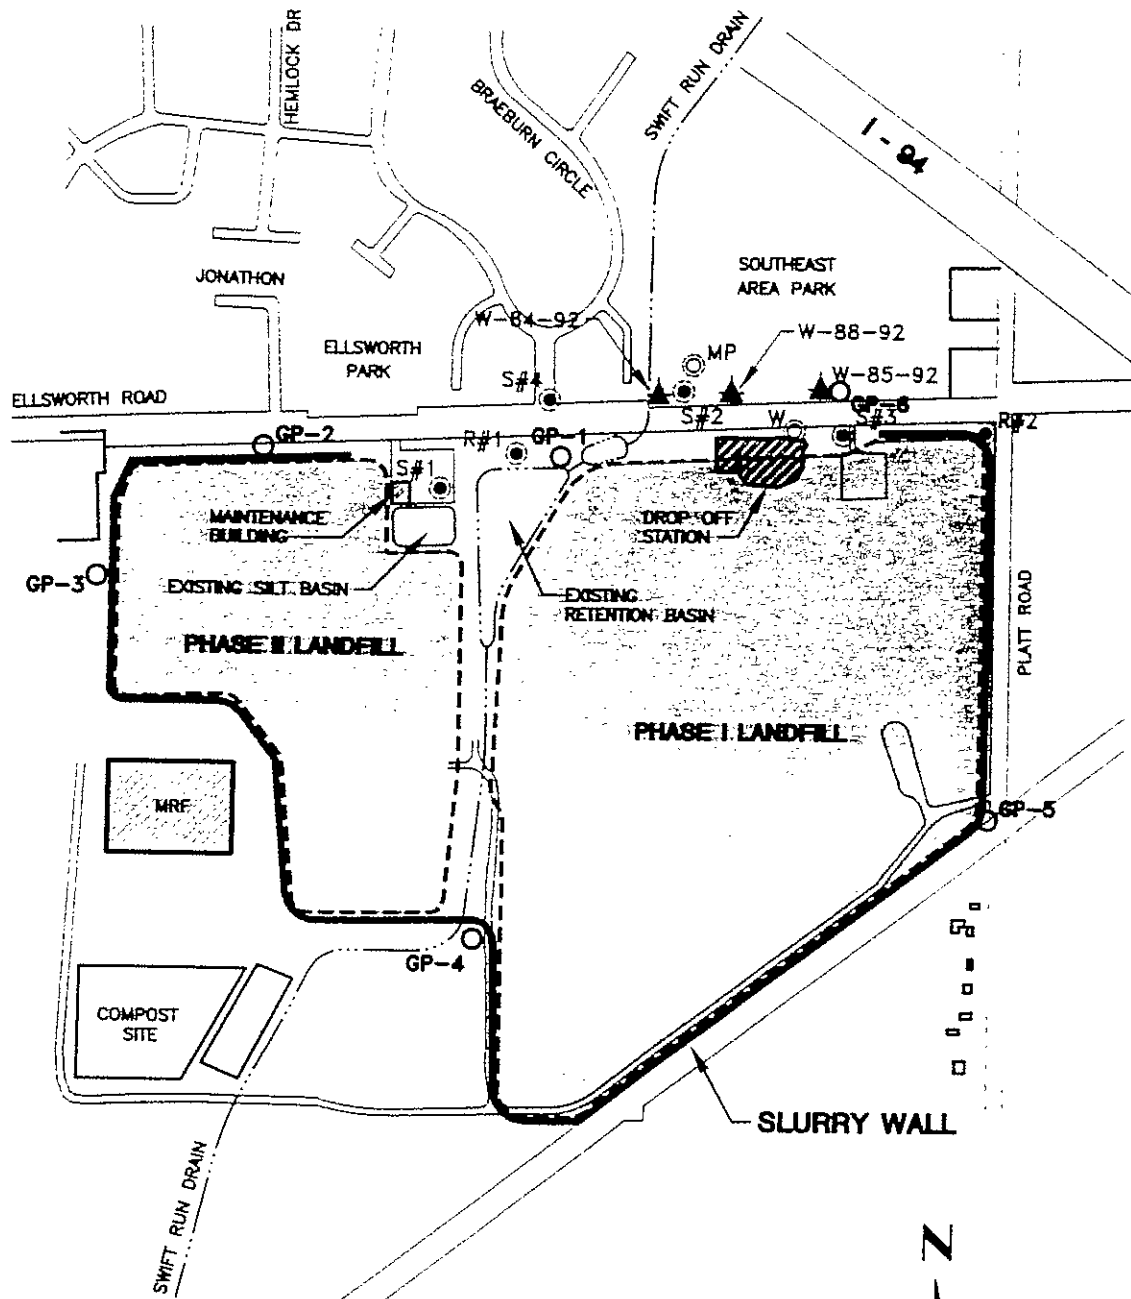 HEMLOCK DR
BRAEBURN CIRCLE
SWIFT RUN DRAIN
I-94
JONATHON
SOUTHEAST
AREA PARK
ELLSWORTH
PARK
W-84-92
W-88-92
MP
W-85-92
S#4
ELLSWORTH ROAD
GP-6
S#2
W
S#3
R#2
GP-2
R#1
GP-1
S#1
MAINTENANCE
BUILDING
DROP OFF
STATION
GP-3
EXISTING SILT BASIN
EXISTING
RETENTION BASIN
PHASE II LANDFILL
PLATT ROAD
PHASE I LANDFILL
MRF
GP-5
GP-4
COMPOST
SITE
SLURRY WALL
SWIFT RUN DRAIN
N